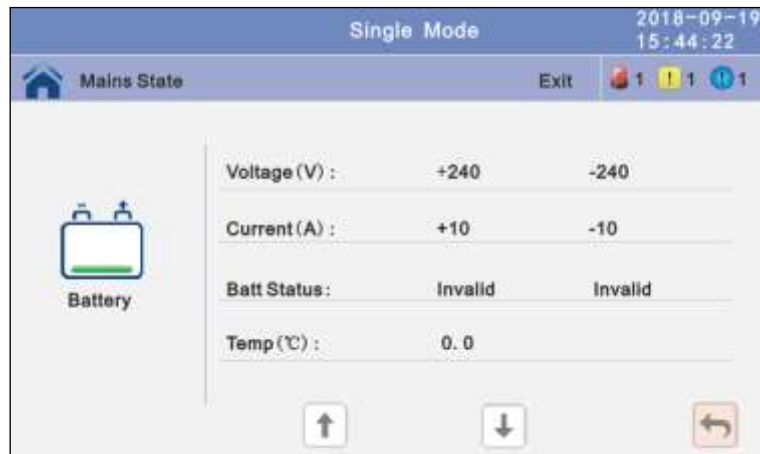 Single Mode
2018-09-19
15:44:22
Mains State Exit 1 ! 1 ! 1
Voltage(V): +240 -240
Current(A): +10 -10
Batt Status: Invalid Invalid
Battery
Temp(℃): 0.0